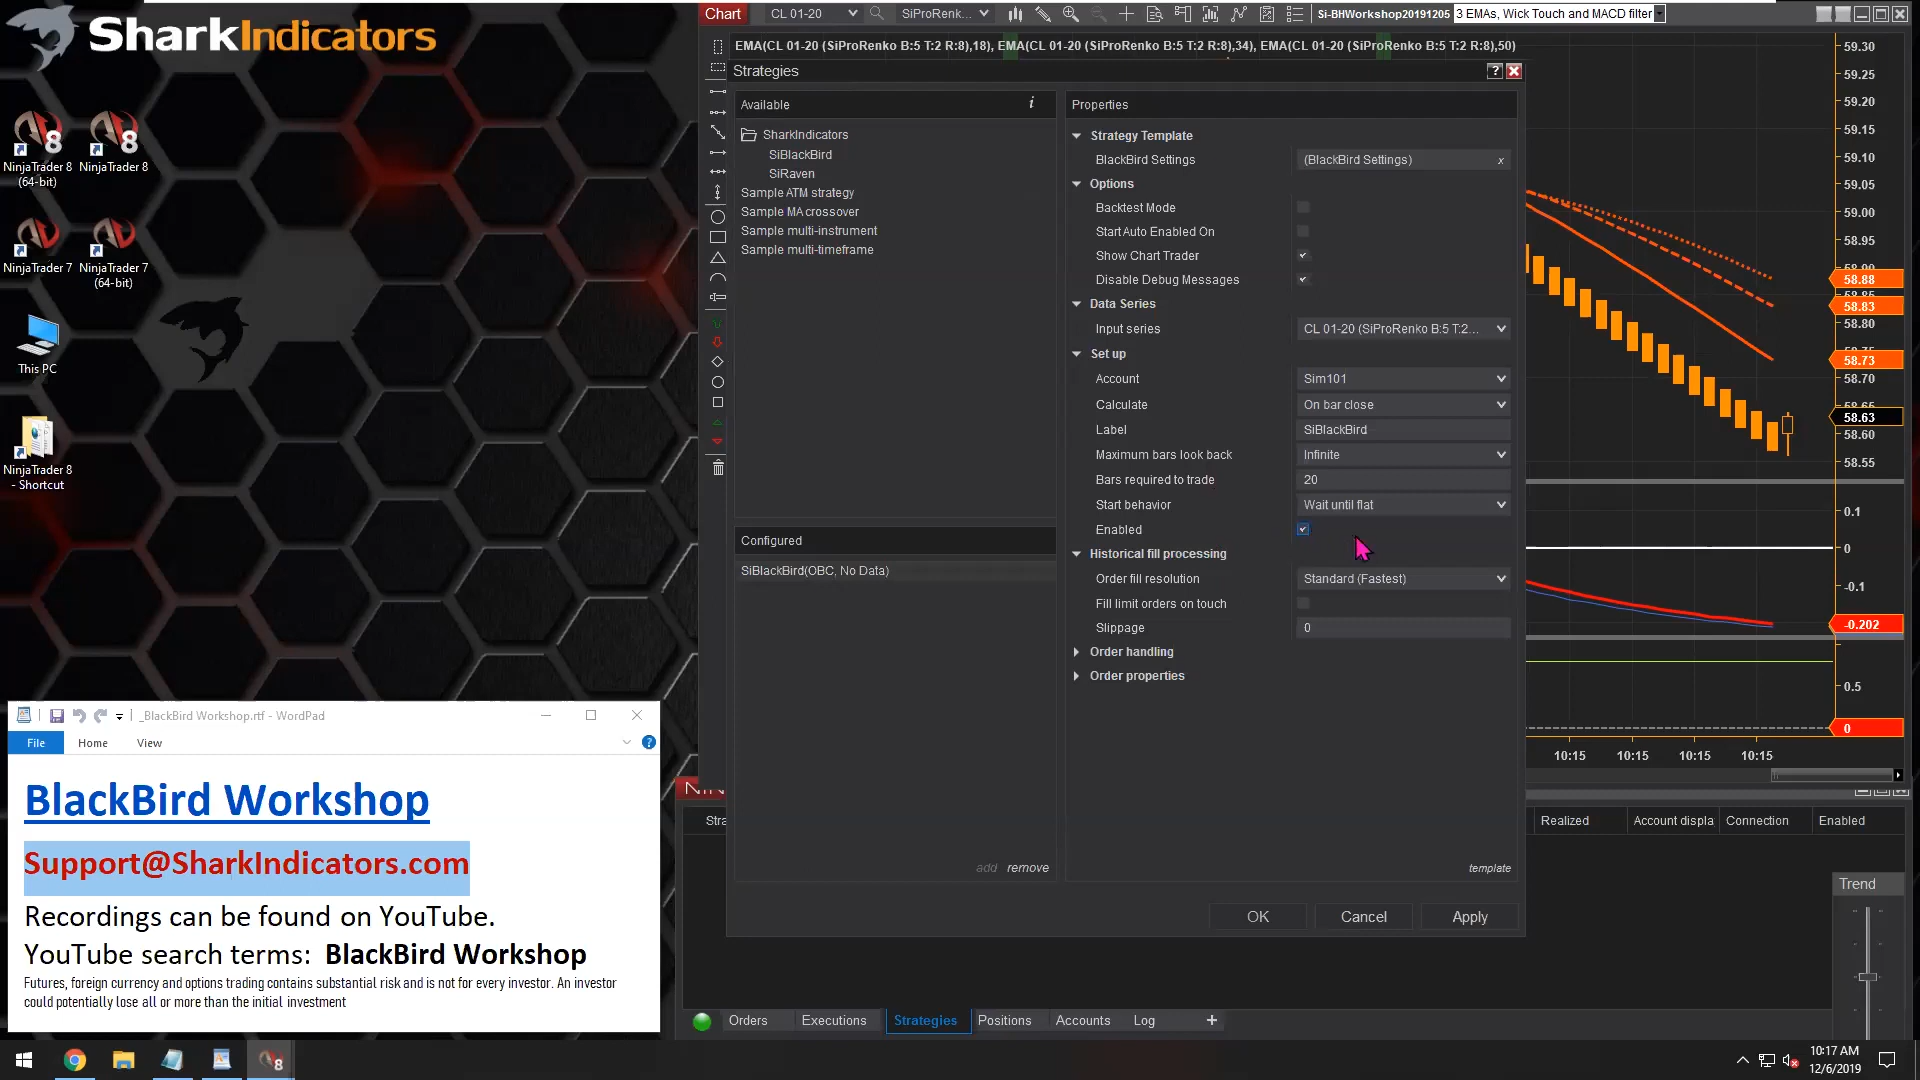 SharkIndicators
NinjaTrader 8
(64-bit)
NinjaTrader 8
NinjaTrader 7
NinjaTrader 7
(64-bit)
This PC
NinjaTrader 8
- Shortcut
Chart
CL 01-20
SiProRenk...
Si-BHWorkshop20191205
3 EMAs, Wick Touch and MACD filter
EMA(CL 01-20 (SiProRenko B:5 T:2 R:8),18), EMA(CL 01-20 (SiProRenko B:5 T:2 R:8),34), EMA(CL 01-20 (SiProRenko B:5 T:2 R:8),50)
Strategies
?
Available
i
SharkIndicators
SiBlackBird
SiRaven
Sample ATM strategy
Sample MA crossover
Sample multi-instrument
Sample multi-timeframe
Configured
SiBlackBird(OBC, No Data)
add remove
Properties
Strategy Template
BlackBird Settings (BlackBird Settings) x
Options
Backtest Mode
Start Auto Enabled On
Show Chart Trader
Disable Debug Messages
Data Series
Input series CL 01-20 (SiProRenko B:5 T:2...
Set up
Account Sim101
Calculate On bar close
Label SiBlackBird
Maximum bars look back Infinite
Bars required to trade 20
Start behavior Wait until flat
Enabled
Historical fill processing
Order fill resolution Standard (Fastest)
Fill limit orders on touch
Slippage 0
Order handling
Order properties
template
OK Cancel Apply
59.30
59.25
59.20
59.15
59.10
59.05
59.00
58.95
58.88
58.83
58.80
58.73
58.70
58.63
58.60
58.55
0.1
0
-0.1
-0.202
0.5
0
10:15 10:15 10:15 10:15
Realized Account displa Connection Enabled
Trend
Orders Executions Strategies Positions Accounts Log +
_BlackBird Workshop.rtf - WordPad
File Home View
BlackBird Workshop
Support@SharkIndicators.com
Recordings can be found on YouTube.
YouTube search terms: BlackBird Workshop
Futures, foreign currency and options trading contains substantial risk and is not for every investor. An investor
could potentially lose all or more than the initial investment
10:17 AM
12/6/2019